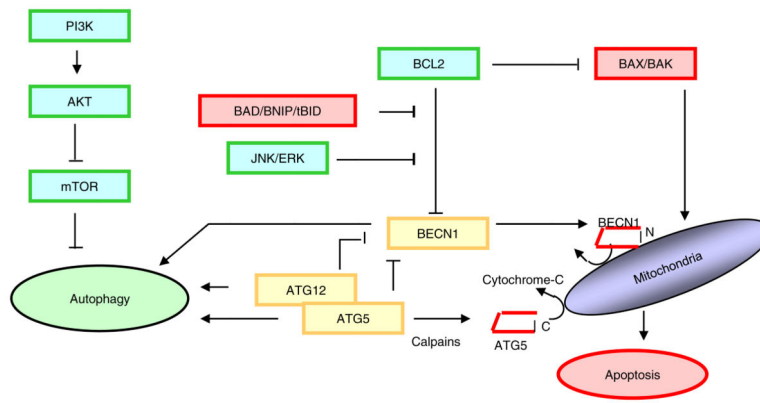 PI3K
BCL2
BAX/BAK
AKT
BAD/BNIP/tBID
JNK/ERK
mTOR
BECN1
BECN1
N
Mitochondria
Autophagy
ATG12
Cytochrome-C
ATG5
C
Calpains
ATG5
Apoptosis